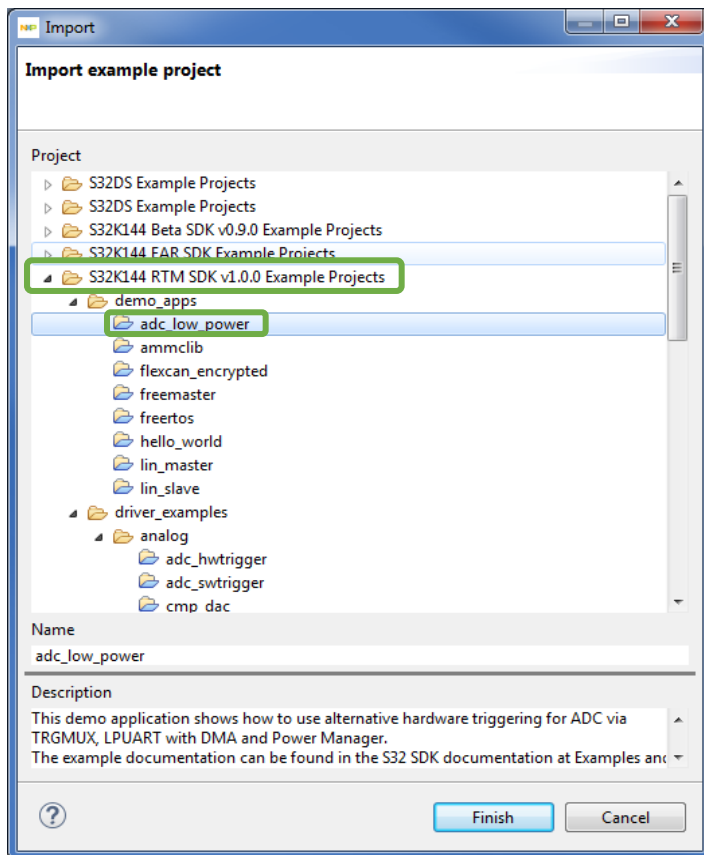 NXP Import
Import example project
Project
S32DS Example Projects
S32DS Example Projects
S32K144 Beta SDK v0.9.0 Example Projects
S32K144 EAR SDK Example Projects
S32K144 RTM SDK v1.0.0 Example Projects
demo_apps
adc_low_power
ammclib
flexcan_encrypted
freemaster
freertos
hello_world
lin_master
lin_slave
driver_examples
analog
adc_hwtrigger
adc_swtrigger
cmp_dac
Name
adc_low_power
Description
This demo application shows how to use alternative hardware triggering for ADC via
TRGMUX, LPUART with DMA and Power Manager.
The example documentation can be found in the S32 SDK documentation at Examples and
? Finish Cancel